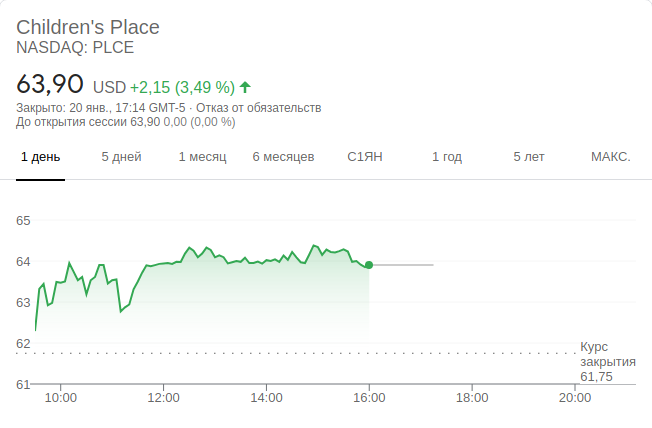 Children's Place
NASDAQ: PLCE
63,90 USD +2,15 (3,49 %)
Закрыто: 20 янв., 17:14 GMT-5 · Отказ от обязательств
До открытия сессии 63,90 0,00 (0,00 %)
1 день 5 дней 1 месяц 6 месяцев С1ЯН 1 год 5 лет МАКС.
65
64
63
62
Курс
закрытия
61,75
61
10:00 12:00 14:00 16:00 18:00 20:00